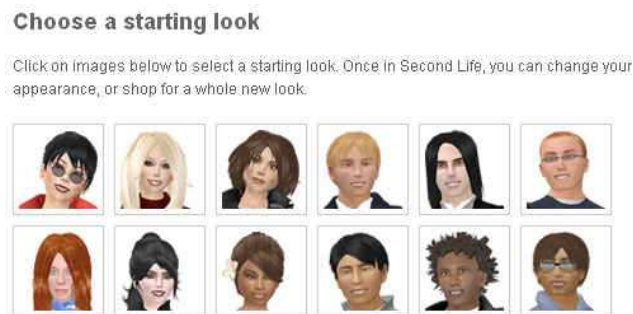 Choose a starting look
Click on images below to select a starting look. Once in Second Life, you can change your
appearance, or shop for a whole new look.